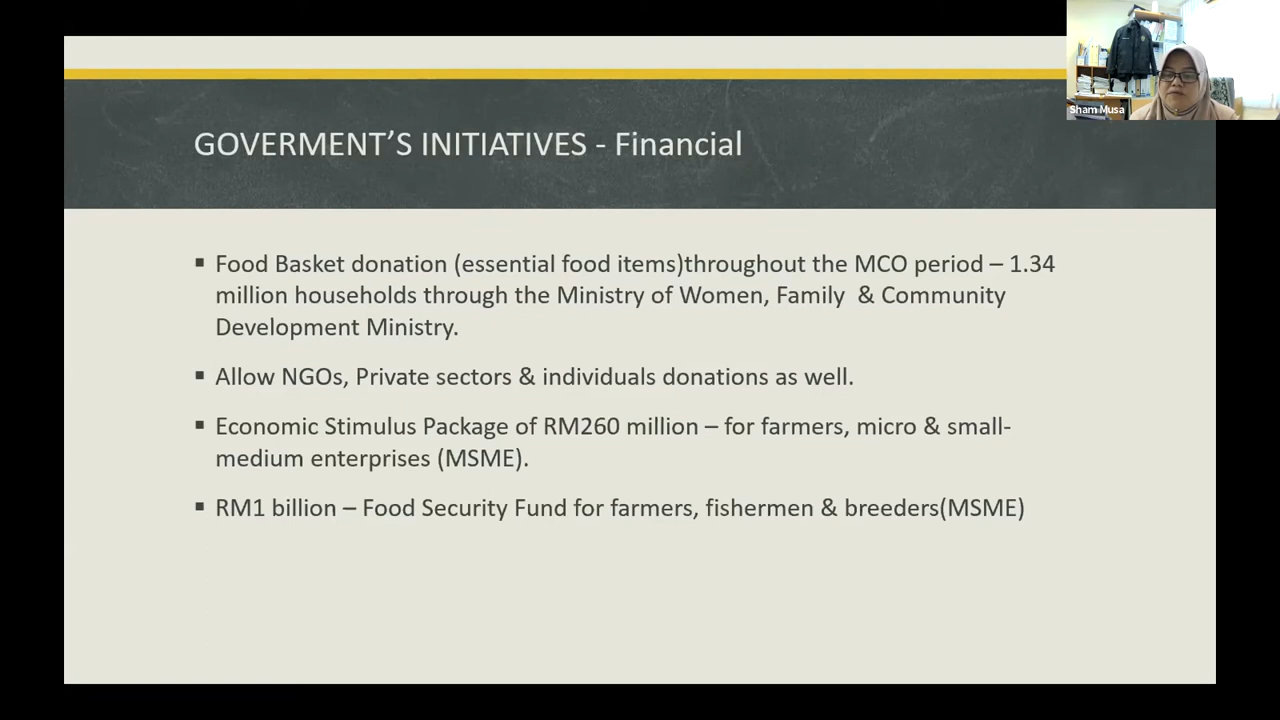 GOVERMENT’S INITIATIVES - Financial
▪ Food Basket donation (essential food items)throughout the MCO period – 1.34
million households through the Ministry of Women, Family & Community
Development Ministry.
▪ Allow NGOs, Private sectors & individuals donations as well.
▪ Economic Stimulus Package of RM260 million – for farmers, micro & small-
medium enterprises (MSME).
▪ RM1 billion – Food Security Fund for farmers, fishermen & breeders(MSME)
Sham Musa